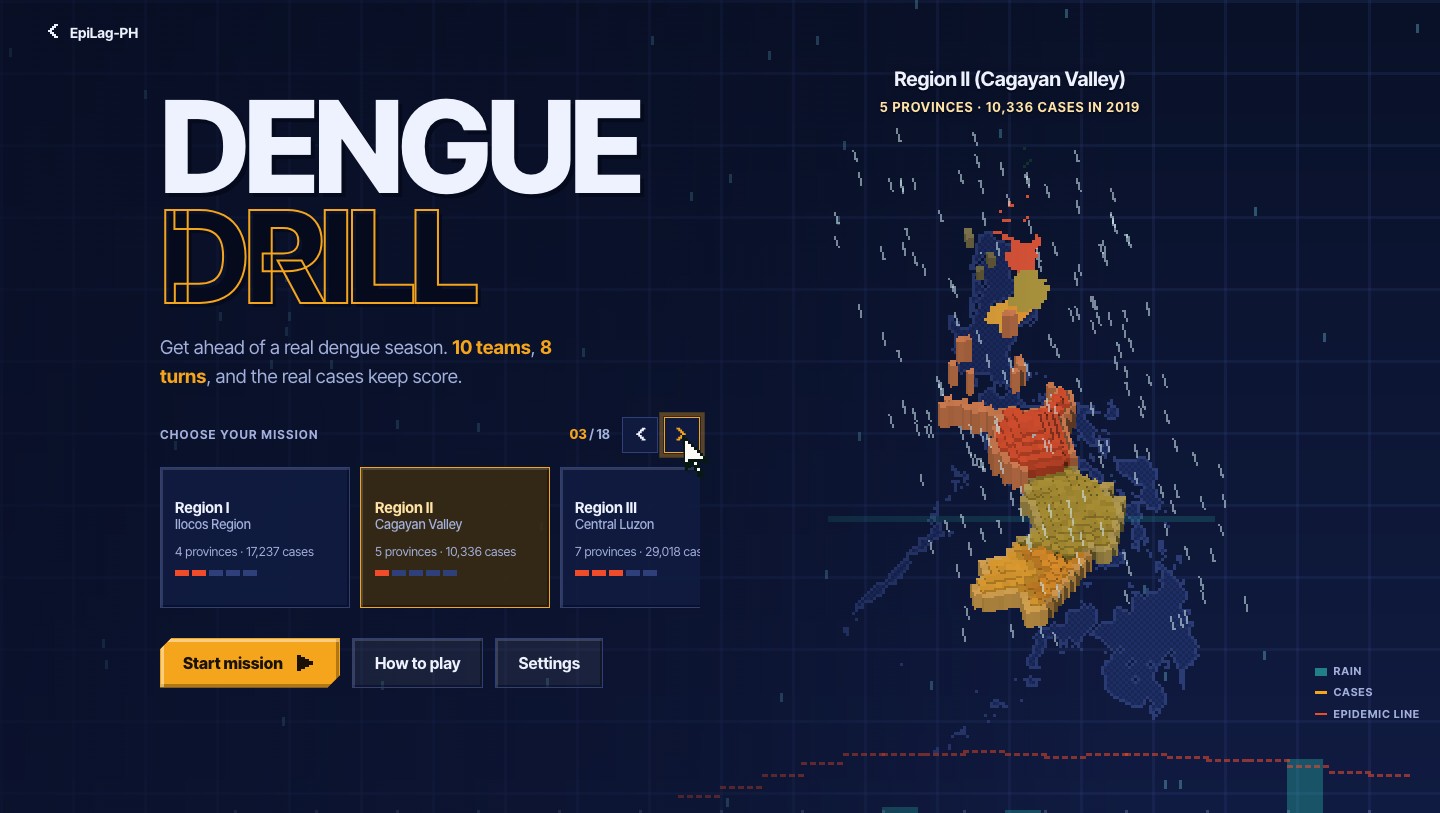 EpiLag-PH
DENGUE
DRILL
Get ahead of a real dengue season. 10 teams, 8
turns, and the real cases keep score.
CHOOSE YOUR MISSION
03 / 18
Region I
Ilocos Region
4 provinces · 17,237 cases
Region II
Cagayan Valley
5 provinces · 10,336 cases
Region III
Central Luzon
7 provinces · 29,018 cas
Start mission
How to play
Settings
Region II (Cagayan Valley)
5 PROVINCES · 10,336 CASES IN 2019
RAIN
CASES
EPIDEMIC LINE